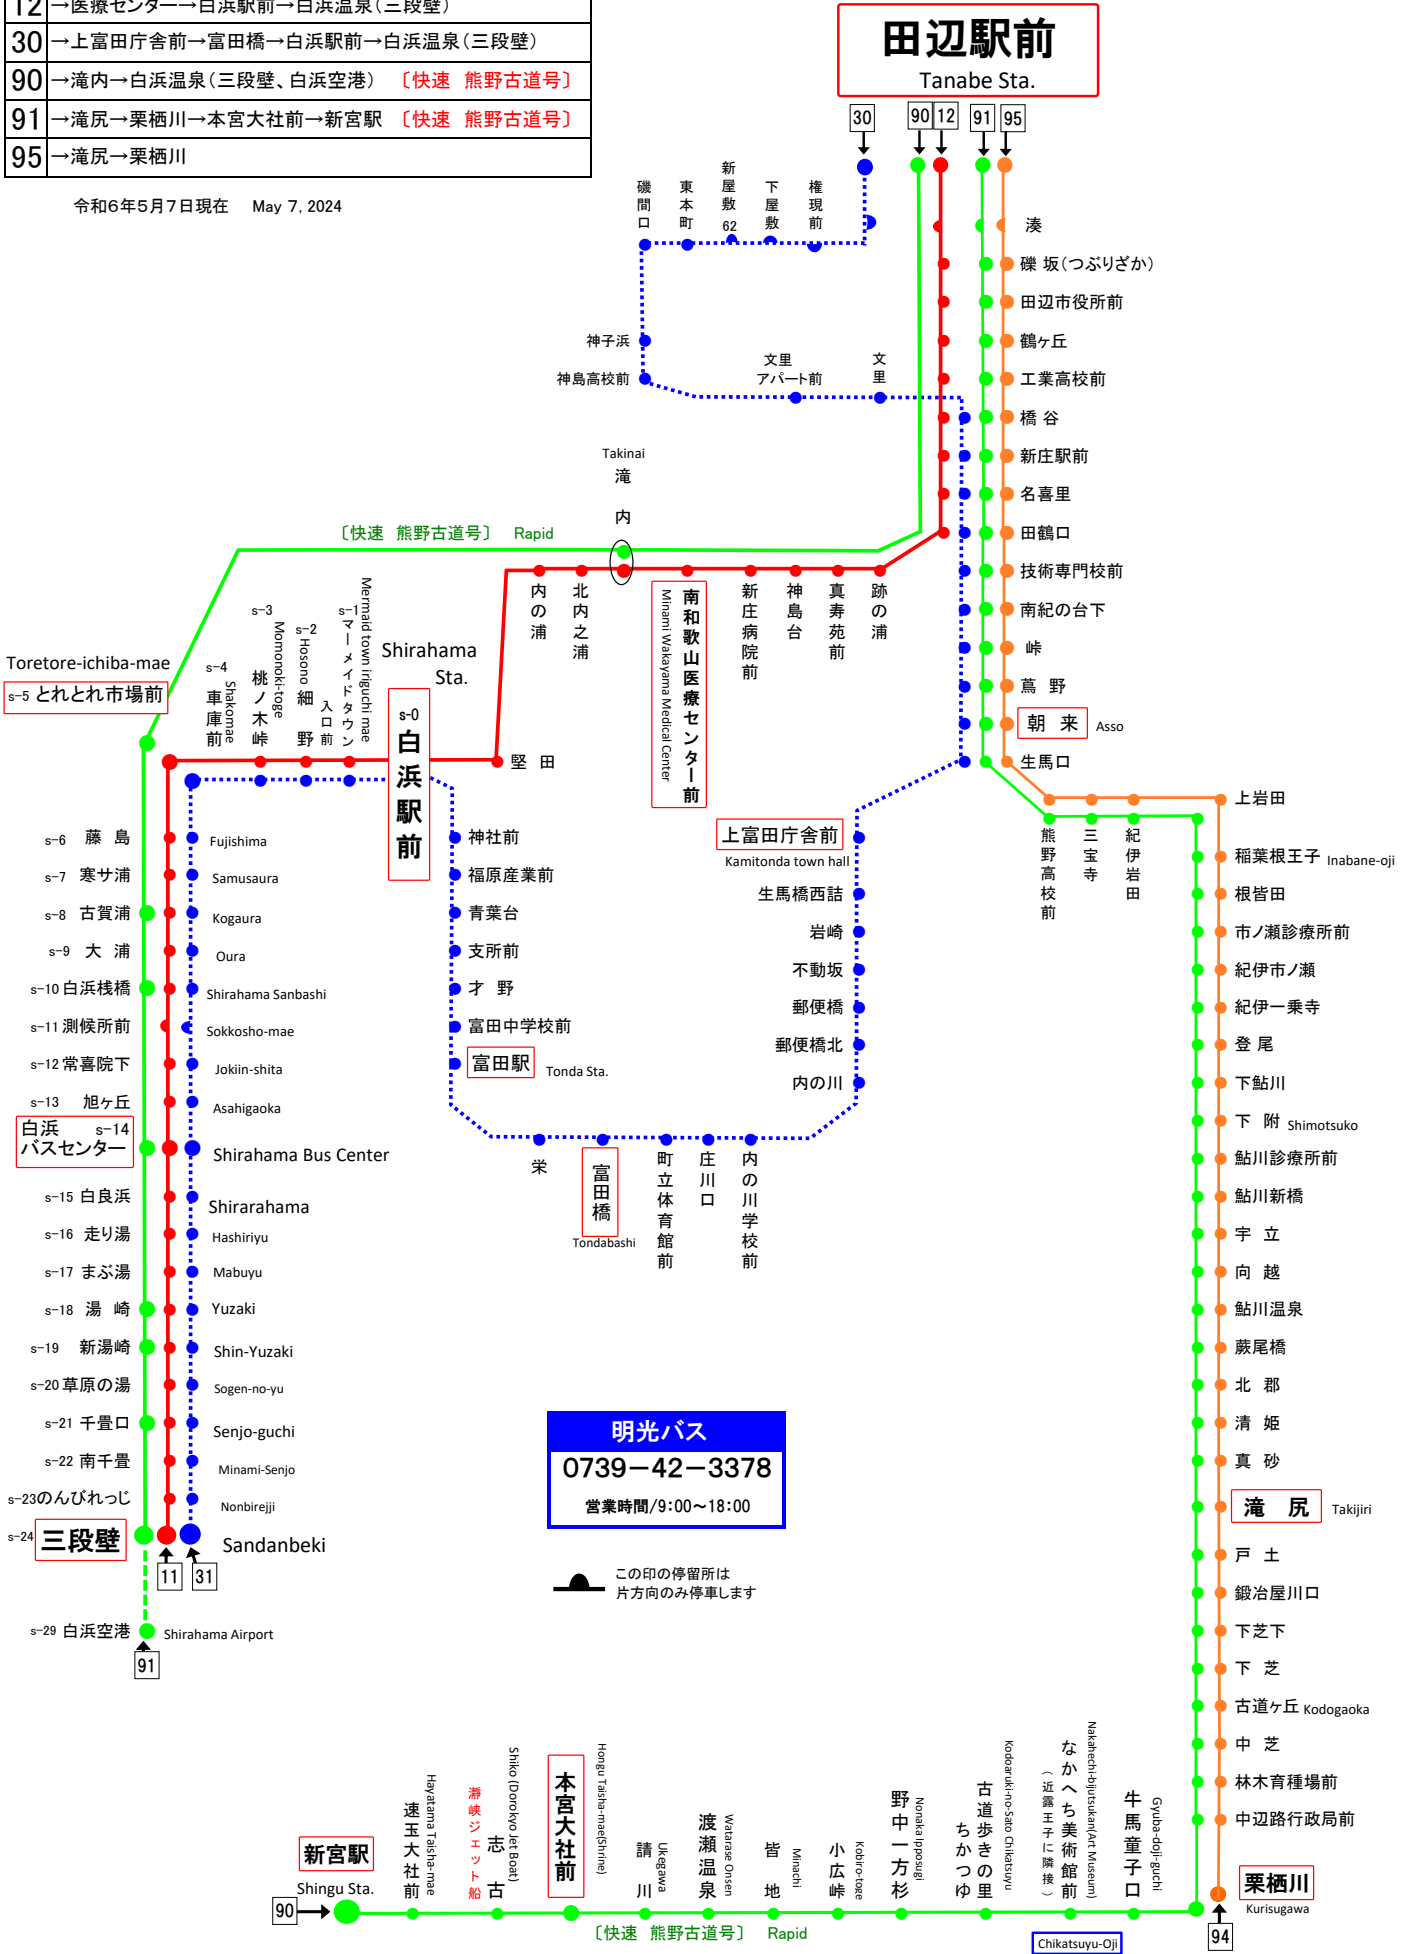 12 →医療センター→白浜駅前→白浜温泉(三段壁)
30 →上富田庁舎前→富田橋→白浜駅前→白浜温泉(三段壁)
90 →滝内→白浜温泉(三段壁、白浜空港) 〔快速 熊野古道号〕
91 →滝尻→栗栖川→本宮大社前→新宮駅 〔快速 熊野古道号〕
95 →滝尻→栗栖川
令和6年5月7日現在 May 7, 2024
田辺駅前
Tanabe Sta.
30
90
12
91
95
磯間口
東本町
新屋敷 62
下屋敷
権現前
神子浜
神島高校前
文里
アパート前
文里
湊
礫 坂(つぶりざか)
田辺市役所前
鶴ヶ丘
工業高校前
橋 谷
新庄駅前
名喜里
田鶴口
技術専門校前
南紀の台下
峠
蔦 野
朝 来 Asso
生馬口
Takinai
滝内
〔快速 熊野古道号〕 Rapid
内の浦
北内之浦
南和歌山医療センター前
Minami Wakayama Medical Center
新庄病院前
神島台
真寿苑前
跡の浦
Toretore-ichiba-mae
s-5 とれとれ市場前
s-4 車庫前
Shakomae
s-3 桃ノ木峠
Momonoki-toge
s-2 細野
Hosono
s-1 マーメイドタウン
入口前
Mermaid town iriguchi mae
Shirahama
Sta.
s-0 白浜駅前
堅 田
神社前
福原産業前
青葉台
支所前
才 野
富田中学校前
富田駅 Tonda Sta.
上富田庁舎前
Kamitonda town hall
生馬橋西詰
岩崎
不動坂
郵便橋
郵便橋北
内の川
栄
富田橋
Tondabashi
町立体育館前
庄川口
内の川学校前
s-6 藤 島 Fujishima
s-7 寒サ浦 Samusaura
s-8 古賀浦 Kogaura
s-9 大 浦 Oura
s-10 白浜桟橋 Shirahama Sanbashi
s-11 測候所前 Sokkosho-mae
s-12 常喜院下 Jokiin-shita
s-13 旭ヶ丘 Asahigaoka
白浜 s-14
バスセンター Shirahama Bus Center
s-15 白良浜 Shirarahama
s-16 走り湯 Hashiriyu
s-17 まぶ湯 Mabuyu
s-18 湯 崎 Yuzaki
s-19 新湯崎 Shin-Yuzaki
s-20 草原の湯 Sogen-no-yu
s-21 千畳口 Senjo-guchi
s-22 南千畳 Minami-Senjo
s-23 のんびれっじ Nonbirejji
s-24 三段壁 Sandanbeki
11
31
s-29 白浜空港 Shirahama Airport
91
明光バス
0739-42-3378
営業時間/9:00~18:00
この印の停留所は
片方向のみ停車します
熊野高校前
三宝寺
紀伊岩田
上岩田
稲葉根王子 Inabane-oji
根皆田
市ノ瀬診療所前
紀伊市ノ瀬
紀伊一乗寺
登 尾
下鮎川
下 附 Shimotsuko
鮎川診療所前
鮎川新橋
宇 立
向 越
鮎川温泉
蕨尾橋
北 郡
清 姫
真 砂
滝 尻 Takijiri
戸 土
鍛冶屋川口
下芝下
下 芝
古道ヶ丘 Kodogaoka
中 芝
林木育種場前
中辺路行政局前
栗栖川
Kurisugawa
94
新宮駅
Shingu Sta.
90
速玉大社前
Hayatama Taisha-mae
瀞峡ジェット船
志古
Shiko (Dorokyo Jet Boat)
本宮大社前
Hongu Taisha-mae(Shrine)
請川
Ukegawa
渡瀬温泉
Watarase Onsen
皆地
Minachi
小広峠
Kobiro-toge
野中一方杉
Nonaka Ipposugi
古道歩きの里
ちかつゆ
Kodoaruki-no-Sato Chikatsuyu
なかへち美術館前
(近露王子に隣接)
Nakahechi-bijutsukan(Art Museum)
牛馬童子口
Gyuba-doji-guchi
〔快速 熊野古道号〕 Rapid
Chikatsuyu-Oji